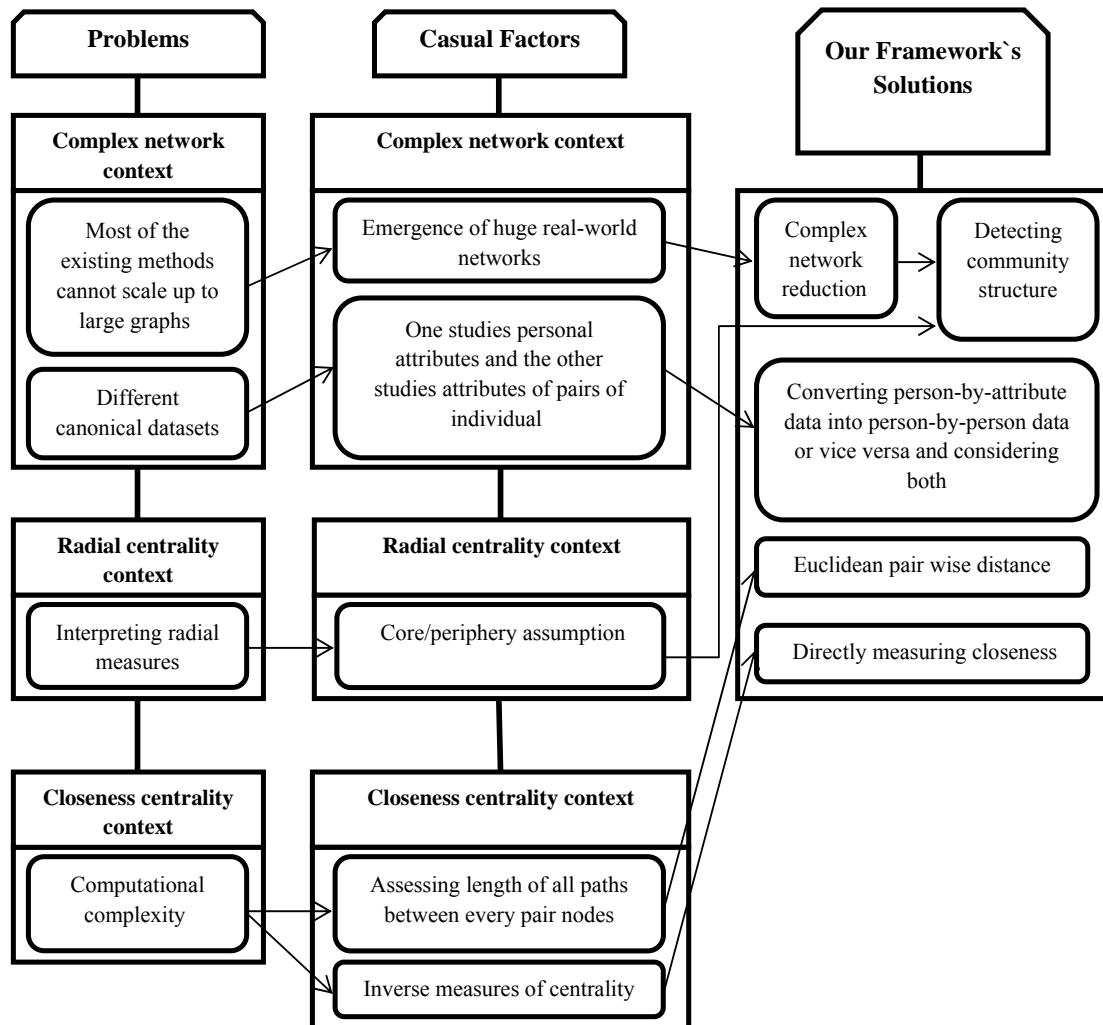 Problems
Complex network
context
Most of the
existing methods
cannot scale up to
large graphs
Different
canonical datasets
Radial centrality
context
Interpreting radial
measures
Closeness centrality
context
Computational
complexity
Casual Factors
Complex network context
Emergence of huge real-world
networks
One studies personal
attributes and the other
studies attributes of pairs of
individual
Radial centrality context
Core/periphery assumption
Closeness centrality context
Assessing length of all paths
between every pair nodes
Inverse measures of centrality
Our Framework`s
Solutions
Complex
network
reduction
Detecting
community
structure
Converting person-by-attribute
data into person-by-person data
or vice versa and considering
both
Euclidean pair wise distance
Directly measuring closeness